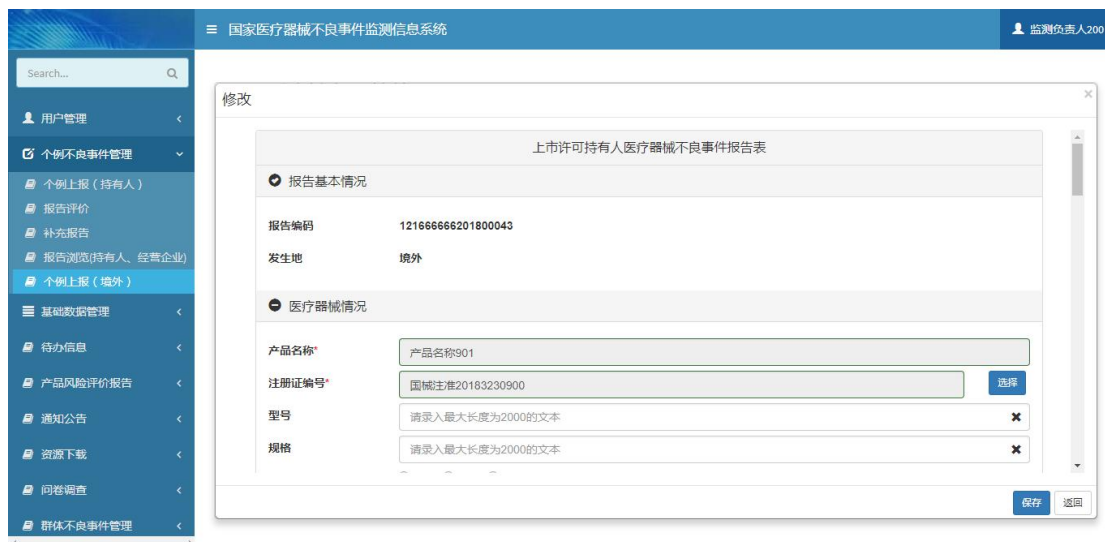 国家医疗器械不良事件监测信息系统
监测负责人200
Search...
用户管理
个例不良事件管理
个例上报（持有人）
报告评价
补充报告
报告浏览(持有人、经营企业)
个例上报（境外）
基础数据管理
待办信息
产品风险评价报告
通知公告
资源下载
问卷调查
群体不良事件管理
修改
上市许可持有人医疗器械不良事件报告表
报告基本情况
报告编码 121666666201800043
发生地 境外
医疗器械情况
产品名称* 产品名称901
注册证编号* 国械注准20183230900 选择
型号 请录入最大长度为2000的文本
规格 请录入最大长度为2000的文本
保存 返回